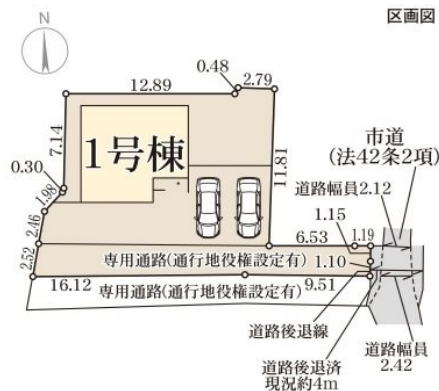 区画図
N
0.48
2.79
12.89
7.14
1号棟
市道
(法42条2項)
0.30
11.81
道路幅員2.12
1.98
1.15
2.46
6.53
1.19
専用通路(通行地役権設定有)
1.10
2.52
16.12
専用通路(通行地役権設定有)
9.51
道路後退線
道路後退済
現況約4m
道路幅員
2.42